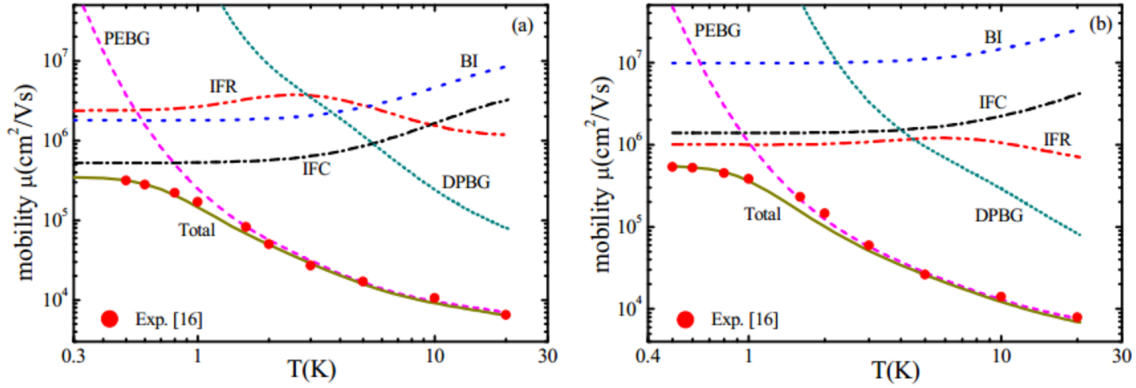 (a)
PEBG
BI
IFR
IFC
DPBG
Total
Exp. [16]
10⁷
10⁶
10⁵
10⁴
mobility μ(cm²/Vs)
0.3 1 10 30
T(K)
(b)
PEBG
BI
IFC
IFR
DPBG
Total
Exp. [16]
10⁷
10⁶
10⁵
10⁴
mobility μ(cm²/Vs)
0.4 1 10 30
T(K)